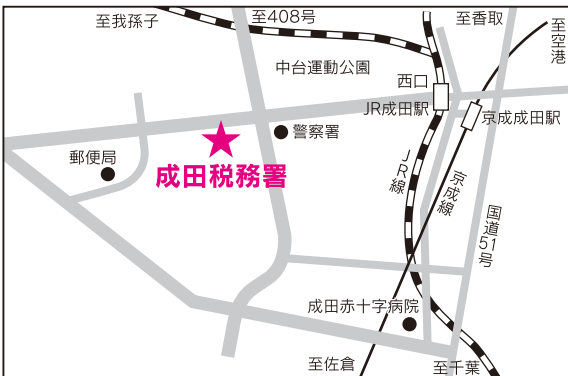 至我孫子
至408号
至香取
至空港
中台運動公園
西口
JR成田駅
京成成田駅
警察署
郵便局
成田税務署
JR線
京成線
国道51号
成田赤十字病院
至佐倉
至千葉